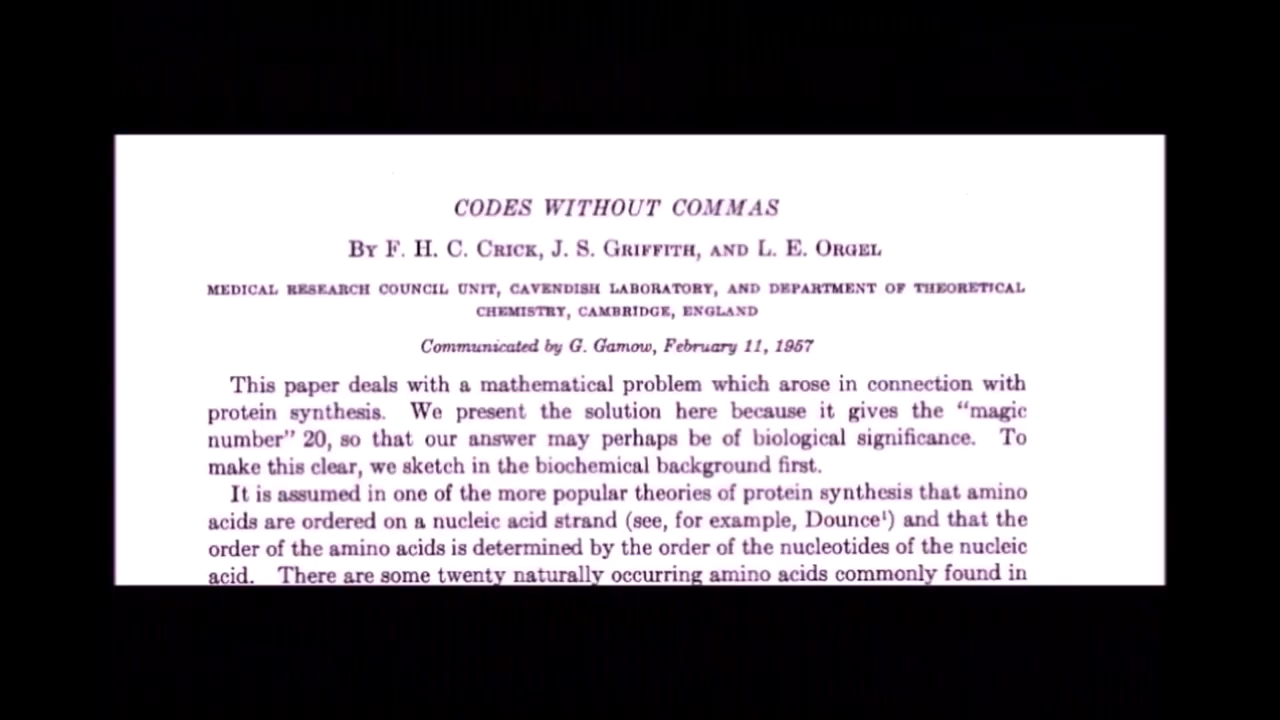 CODES WITHOUT COMMAS
BY F. H. C. CRICK, J. S. GRIFFITH, AND L. E. ORGEL
MEDICAL RESEARCH COUNCIL UNIT, CAVENDISH LABORATORY, AND DEPARTMENT OF THEORETICAL
CHEMISTRY, CAMBRIDGE, ENGLAND
Communicated by G. Gamow, February 11, 1957
This paper deals with a mathematical problem which arose in connection with
protein synthesis. We present the solution here because it gives the “magic
number” 20, so that our answer may perhaps be of biological significance. To
make this clear, we sketch in the biochemical background first.
It is assumed in one of the more popular theories of protein synthesis that amino
acids are ordered on a nucleic acid strand (see, for example, Dounce¹) and that the
order of the amino acids is determined by the order of the nucleotides of the nucleic
acid. There are some twenty naturally occurring amino acids commonly found in